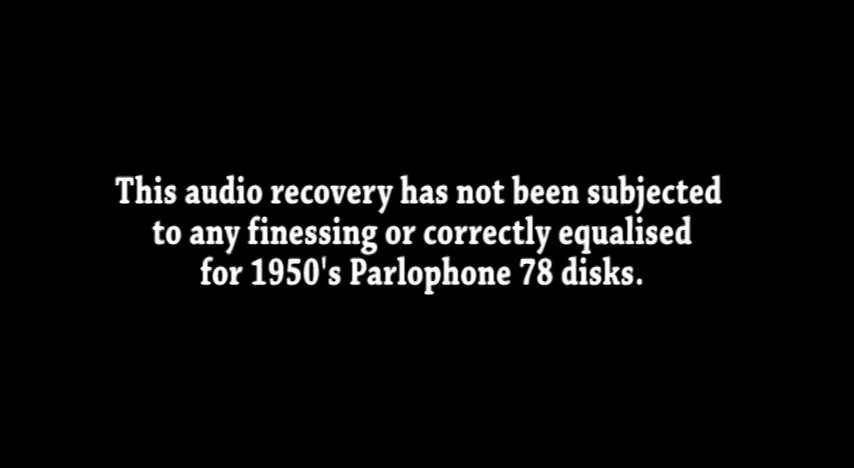 This audio recovery has not been subjected
to any finessing or correctly equalised
for 1950's Parlophone 78 disks.